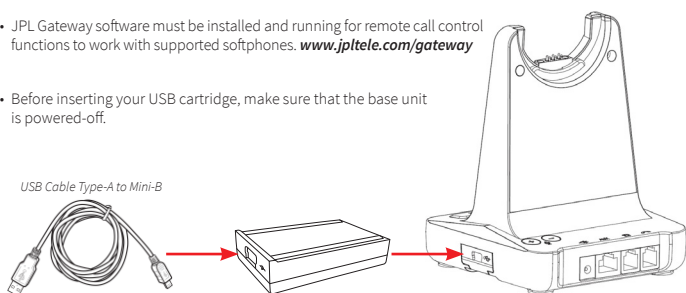 • JPL Gateway software must be installed and running for remote call control
functions to work with supported softphones. www.jpltele.com/gateway
• Before inserting your USB cartridge, make sure that the base unit
is powered-off.
USB Cable Type-A to Mini-B